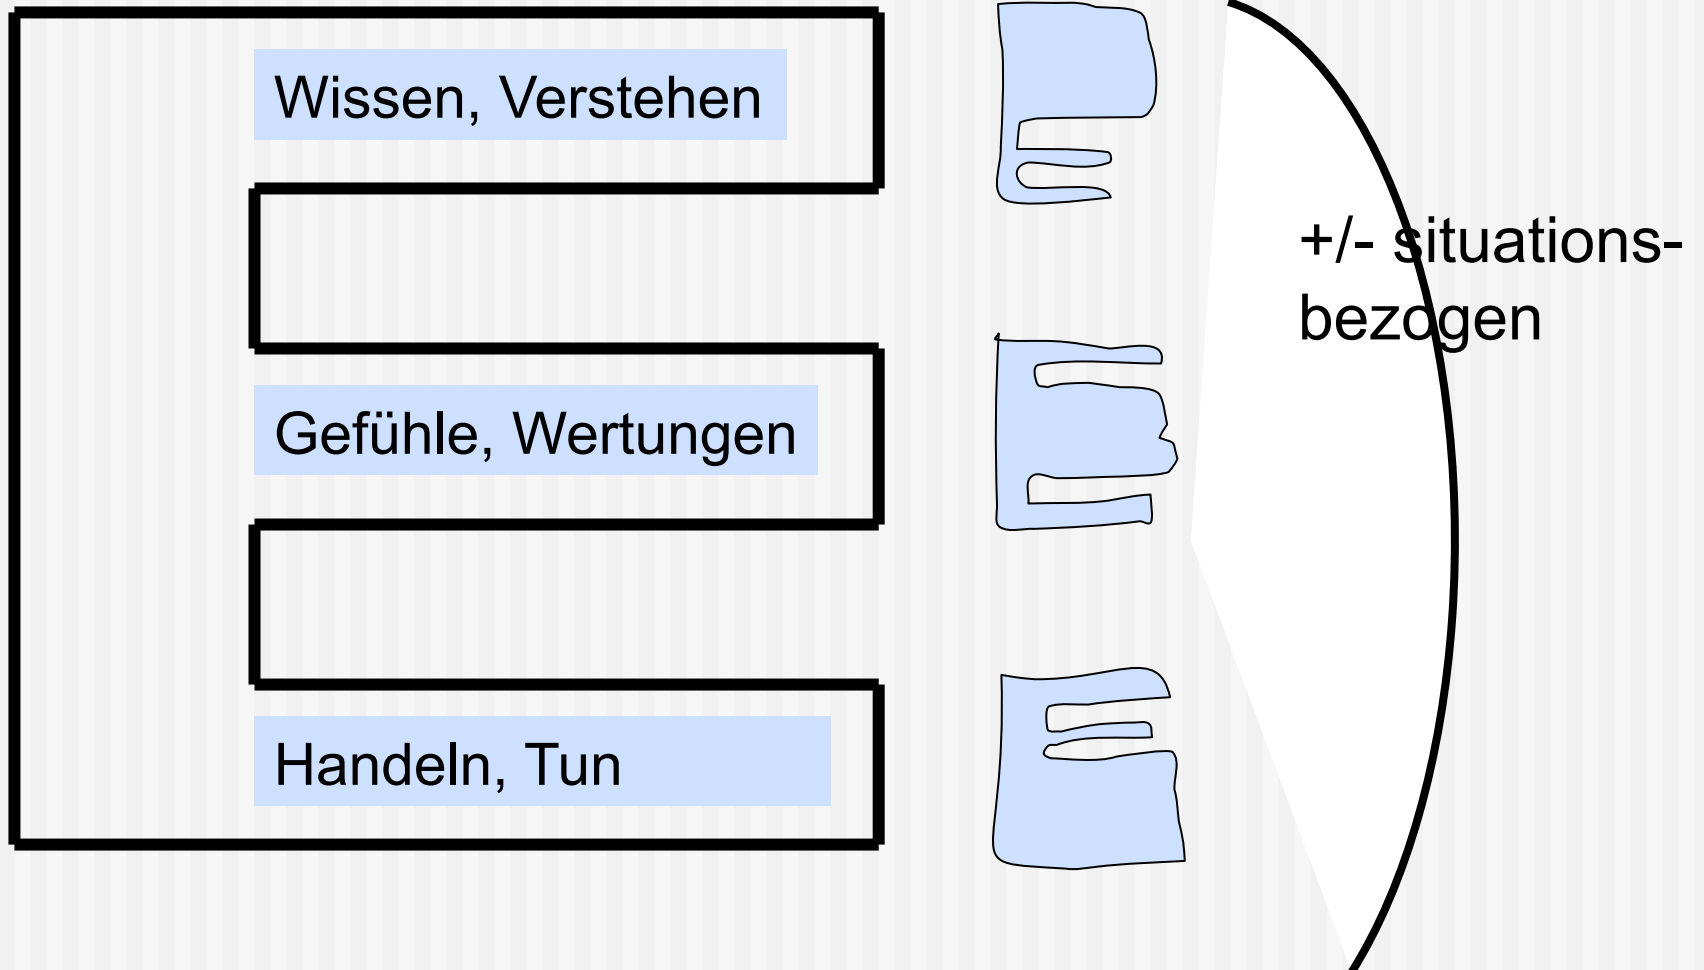 Wissen, Verstehen
+/- situations-
bezogen
Gefühle, Wertungen
Handeln, Tun